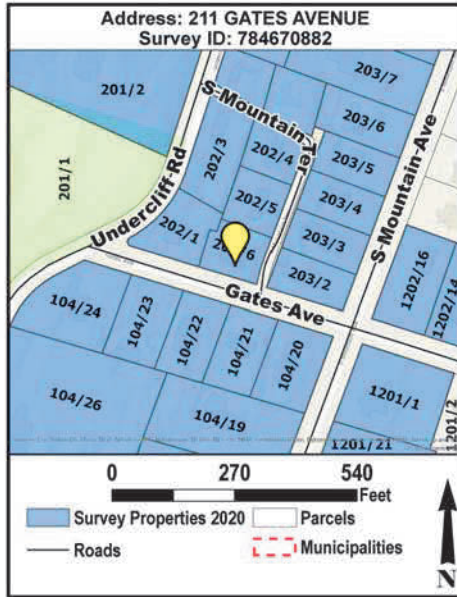 Address: 211 GATES AVENUE
Survey ID: 784670882
201/2
203/7
S-Mountain-Ter
203/6
S-Mountain-Ave
202/3
202/4
203/5
201/1
202/5
203/4
Undercliff-Rd
202/1
203/3
203/2
Gates-Ave
1202/16
1202/14
104/24
104/23
104/22
104/21
104/20
1201/1
104/26
104/19
1201/21
1201/2
0 270 540
Feet
Survey Properties 2020
Parcels
Roads
Municipalities
N